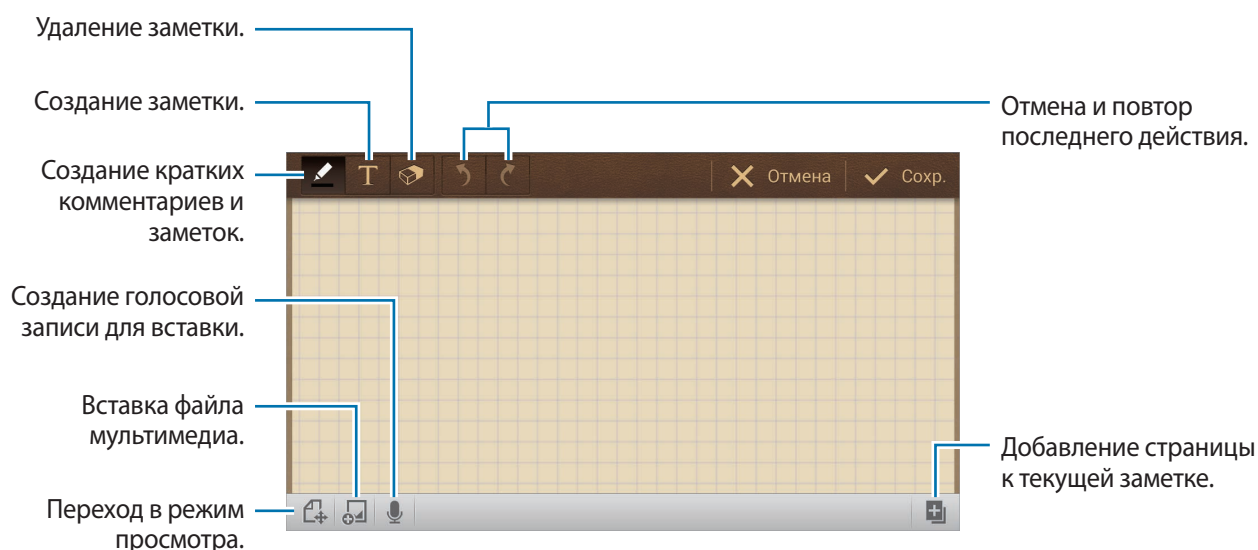 Удаление заметки.
Создание заметки.
Отмена и повтор
последнего действия.
Создание кратких
комментариев и
заметок.
T
Отмена
Сохр.
Создание голосовой
записи для вставки.
Вставка файла
мультимедиа.
Добавление страницы
к текущей заметке.
Переход в режим
просмотра.